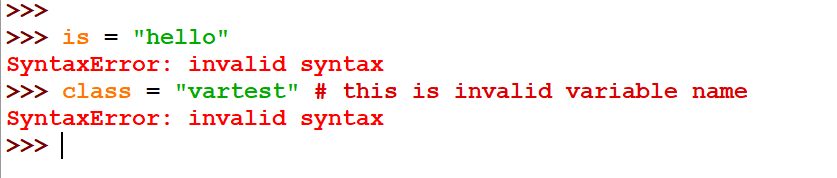 >>>
>>> is = "hello"
SyntaxError: invalid syntax
>>> class = "vartest" # this is invalid variable name
SyntaxError: invalid syntax
>>>